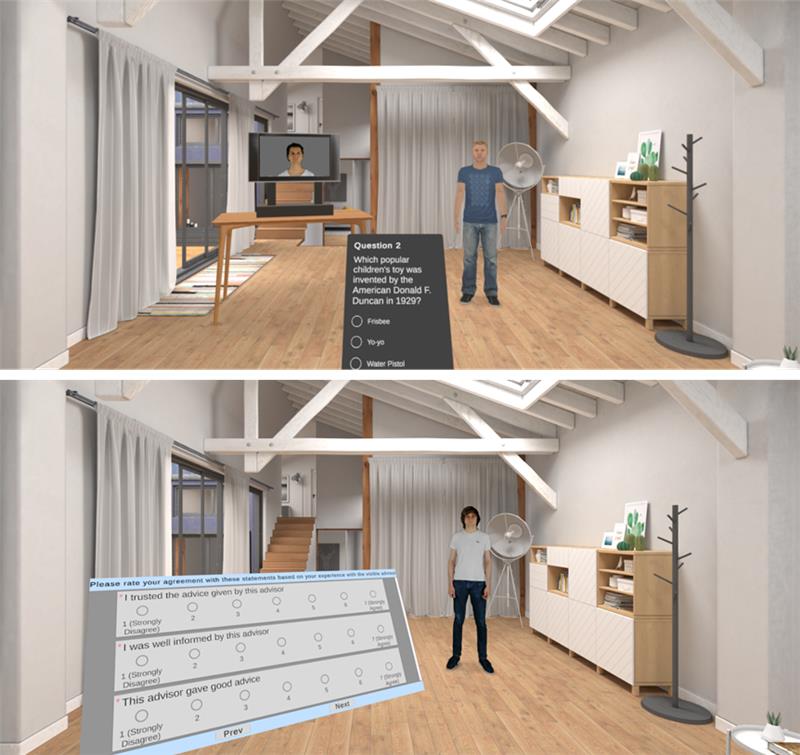 Question 2
Which popular
children's toy was
invented by the
American Donald F.
Duncan in 1929?
Frisbee
Yo-yo
Water Pistol
Please rate your agreement with these statements based on your experience with the visible advisor
* I trusted the advice given by this advisor
1 (Strongly Disagree) 2 3 4 5 6 7 (Strongly Agree)
* I was well informed by this advisor
1 (Strongly Disagree) 2 3 4 5 6 7 (Strongly Agree)
* This advisor gave good advice
1 (Strongly Disagree) 2 3 4 5 6 7 (Strongly Agree)
Prev Next